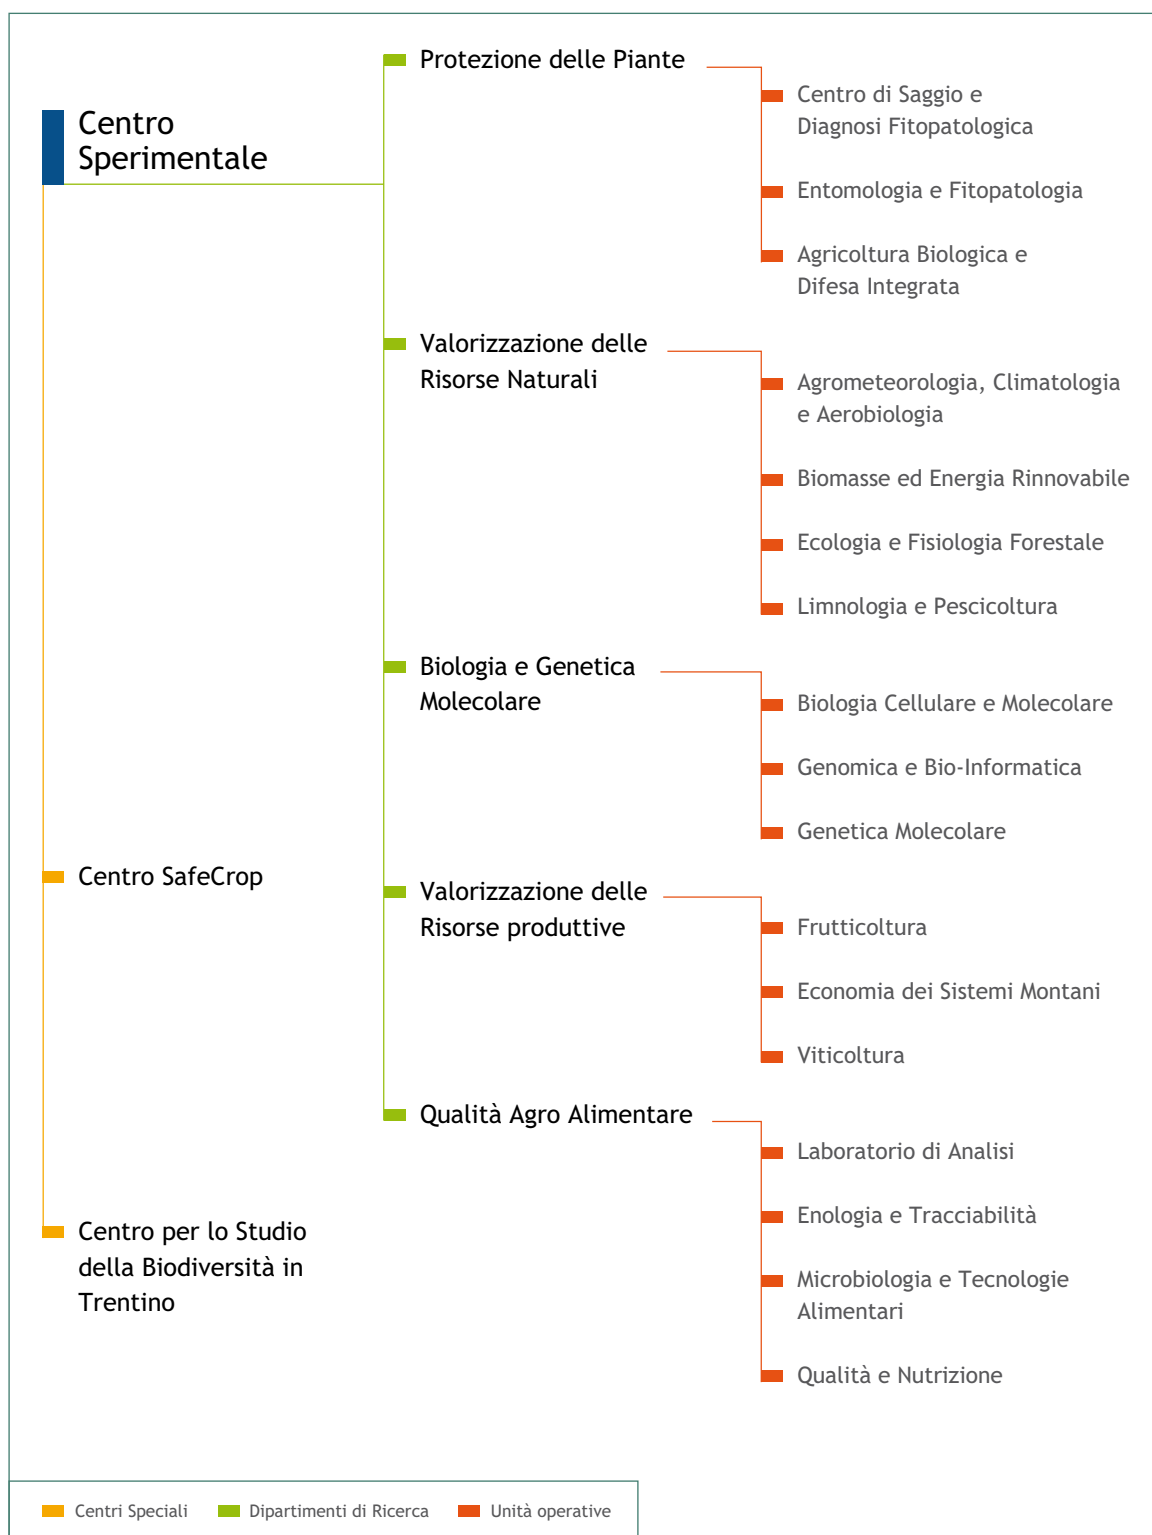 Centro
Sperimentale
Protezione delle Piante
Centro di Saggio e
Diagnosi Fitopatologica
Entomologia e Fitopatologia
Agricoltura Biologica e
Difesa Integrata
Valorizzazione delle
Risorse Naturali
Agrometeorologia, Climatologia
e Aerobiologia
Biomasse ed Energia Rinnovabile
Ecologia e Fisiologia Forestale
Limnologia e Pescicoltura
Biologia e Genetica
Molecolare
Biologia Cellulare e Molecolare
Genomica e Bio-Informatica
Genetica Molecolare
Centro SafeCrop
Valorizzazione delle
Risorse produttive
Frutticoltura
Economia dei Sistemi Montani
Viticoltura
Qualità Agro Alimentare
Laboratorio di Analisi
Enologia e Tracciabilità
Microbiologia e Tecnologie
Alimentari
Qualità e Nutrizione
Centro per lo Studio
della Biodiversità in
Trentino
Centri Speciali
Dipartimenti di Ricerca
Unità operative